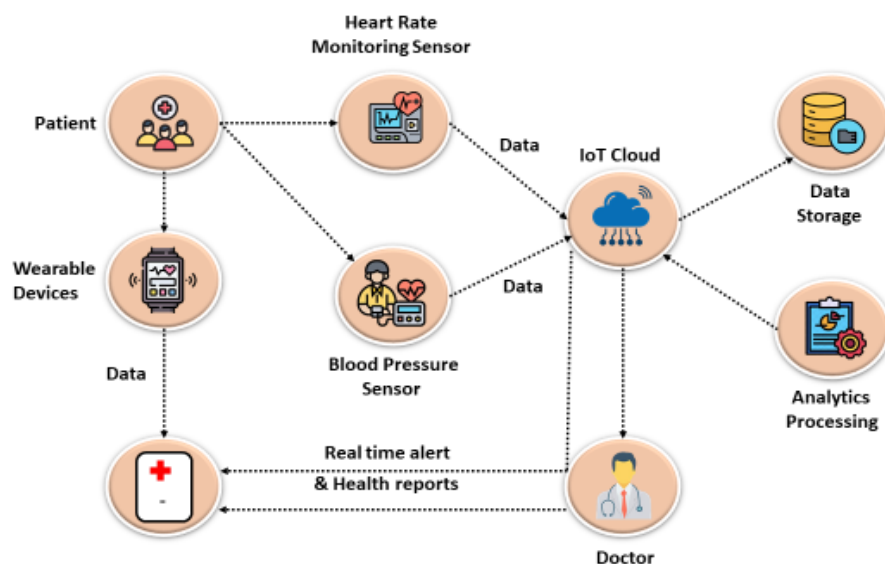 Heart Rate
Monitoring Sensor
Patient
Data
IoT Cloud
Data
Storage
Wearable
Devices
Data
Data
Blood Pressure
Sensor
Analytics
Processing
Real time alert
& Health reports
Doctor